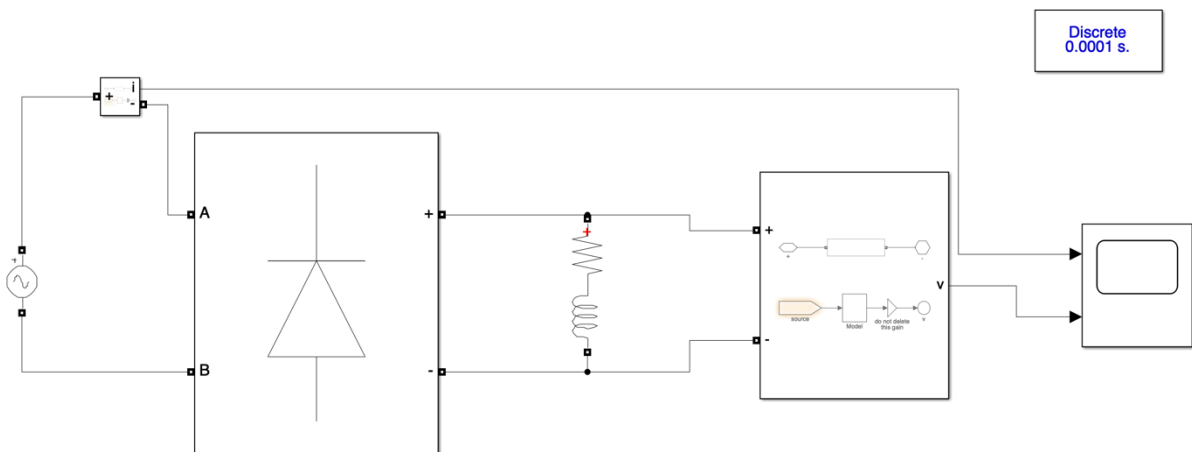 Discrete
0.0001 s.
i
+
-
A
+
+
+
+
-
v
source
Model
do not delete
this gain
v
-
B
-